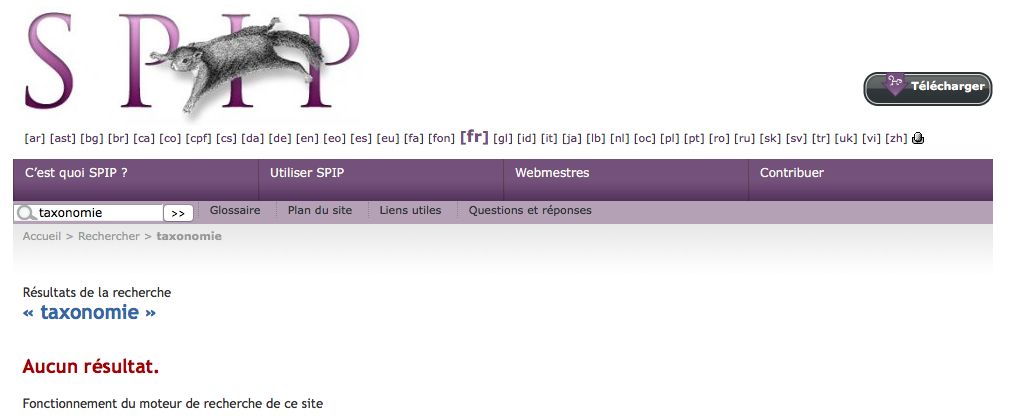 SPIP
Télécharger
[ar] [ast] [bg] [br] [ca] [co] [cpf] [cs] [da] [de] [en] [eo] [es] [eu] [fa] [fon] [fr] [gl] [id] [it] [ja] [lb] [nl] [oc] [pl] [pt] [ro] [ru] [sk] [sv] [tr] [uk] [vi] [zh]
C’est quoi SPIP ? Utiliser SPIP Webmestres Contribuer
taxonomie >> Glossaire Plan du site Liens utiles Questions et réponses
Accueil > Rechercher > taxonomie
Résultats de la recherche
« taxonomie »
Aucun résultat.
Fonctionnement du moteur de recherche de ce site